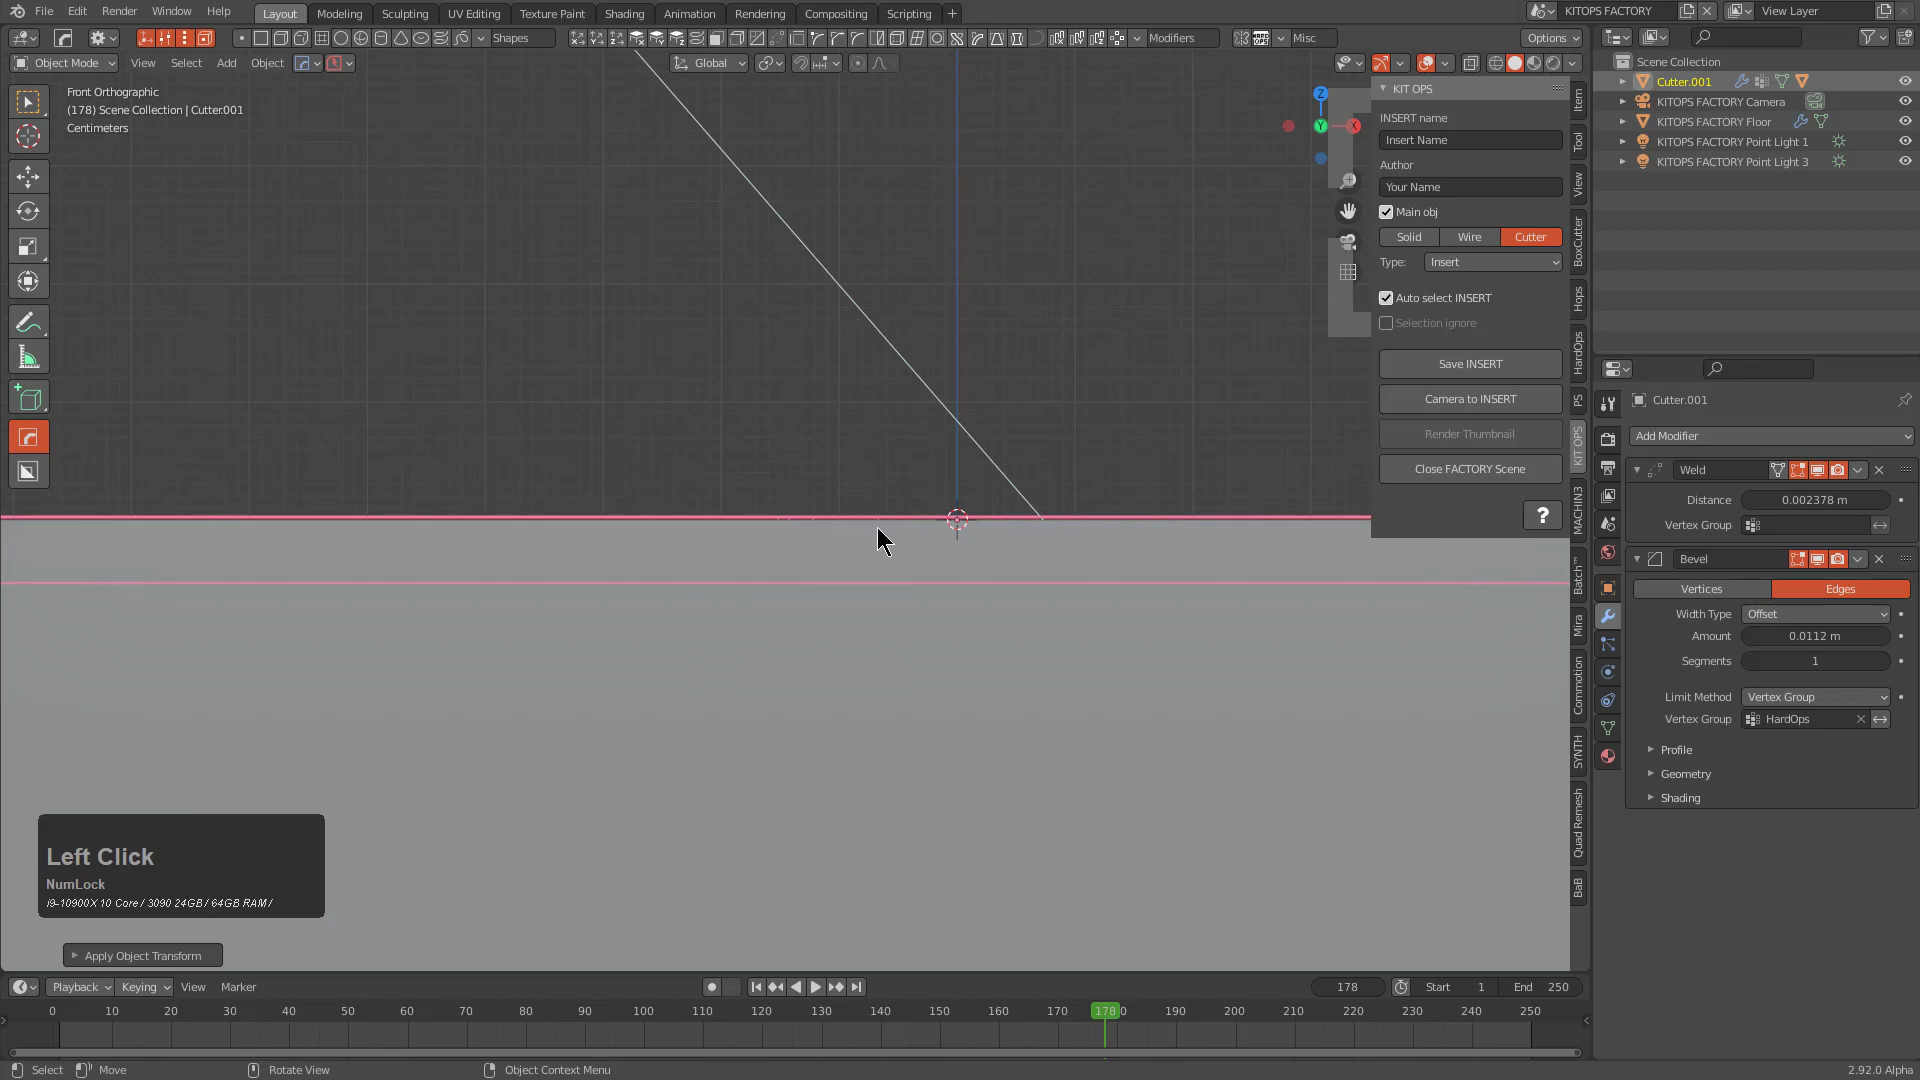 File Edit Render Window Help Layout Modeling Sculpting UV Editing Texture Paint Shading Animation Rendering Compositing Scripting KITOPS FACTORY View Layer
Shapes Modifiers Misc Options
Object Mode View Select Add Object Global
Front Orthographic
(178) Scene Collection | Cutter.001
Centimeters
KIT OPS
INSERT name
Insert Name
Author
Your Name
Main obj
Solid Wire Cutter
Type: Insert
Auto select INSERT
Selection ignore
Save INSERT
Camera to INSERT
Render Thumbnail
Close FACTORY Scene
?
Z
Y
X
Item
Tool
View
BoxCutter
Hops
HardOps
PS
KIT OPS
MACHIN3
Batch™
Mira
Commotion
SYNTH
Quad Remesh
BaB
Scene Collection
Cutter.001
KITOPS FACTORY Camera
KITOPS FACTORY Floor
KITOPS FACTORY Point Light 1
KITOPS FACTORY Point Light 3
Cutter.001
Add Modifier
Weld
Distance 0.002378 m
Vertex Group
Bevel
Vertices Edges
Width Type Offset
Amount 0.0112 m
Segments 1
Limit Method Vertex Group
Vertex Group HardOps
Profile
Geometry
Shading
Left Click
NumLock
i9-10900X 10 Core / 3090 24GB / 64GB RAM /
Apply Object Transform
Playback Keying View Marker 178 Start 1 End 250
0 10 20 30 40 50 60 70 80 90 100 110 120 130 140 150 160 170 178 0 190 200 210 220 230 240 250
Select Move Rotate View Object Context Menu 2.92.0 Alpha